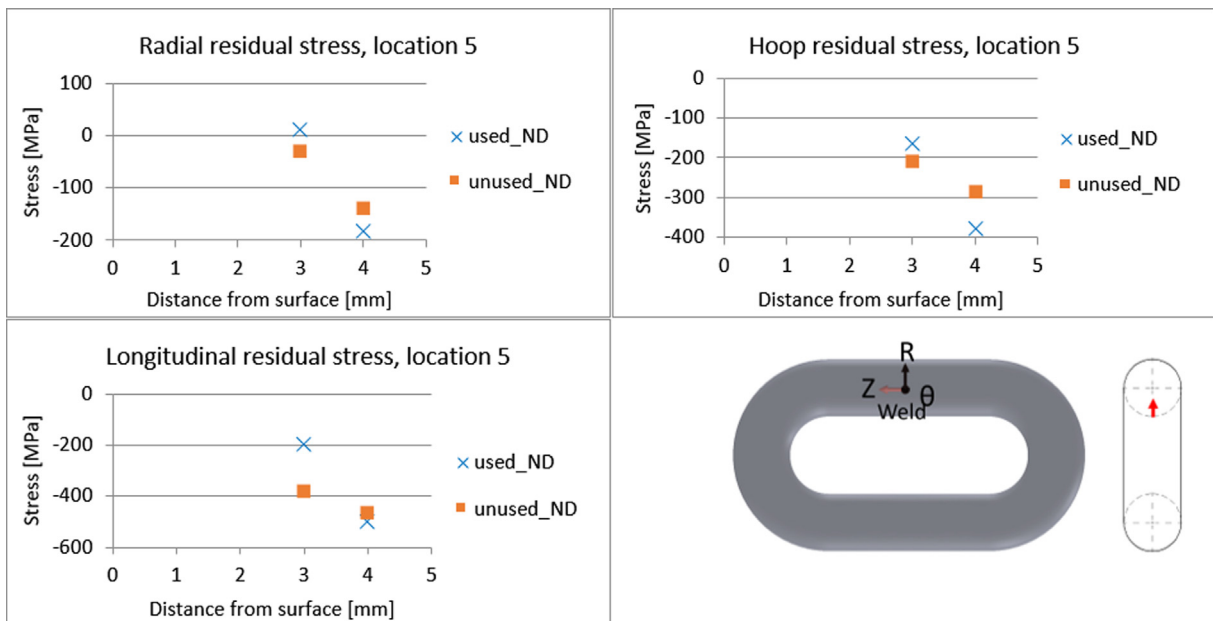 Radial residual stress, location 5
100
0
-100
-200
Stress [MPa]
0 1 2 3 4 5
Distance from surface [mm]
used_ND
unused_ND
Hoop residual stress, location 5
0
-100
-200
-300
-400
Stress [MPa]
0 1 2 3 4 5
Distance from surface [mm]
used_ND
unused_ND
Longitudinal residual stress, location 5
0
-200
-400
-600
Stress [MPa]
0 1 2 3 4 5
Distance from surface [mm]
used_ND
unused_ND
R
Z θ
Weld